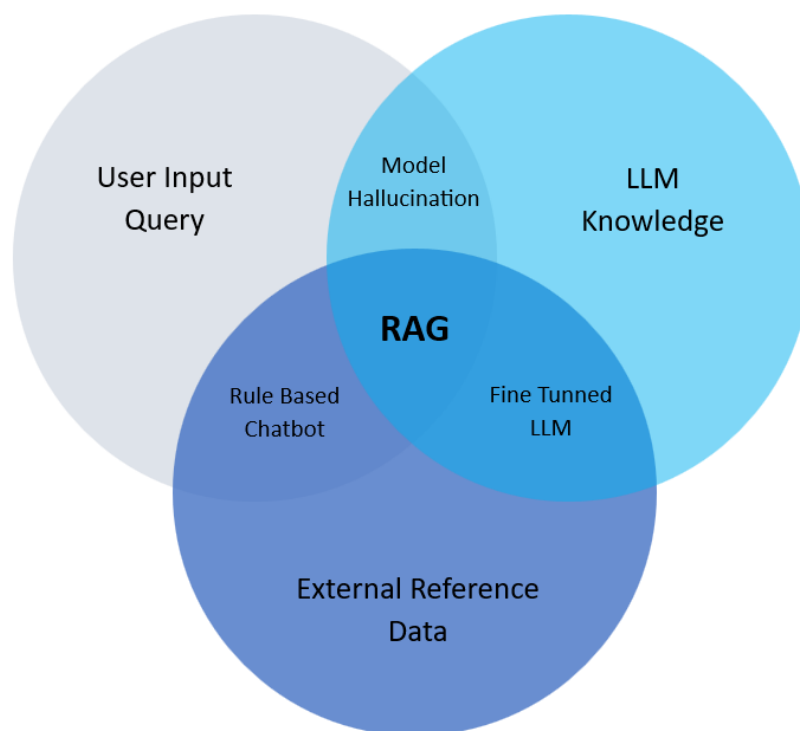 User Input
Query
Model
Hallucination
LLM
Knowledge
RAG
Rule Based
Chatbot
Fine Tunned
LLM
External Reference
Data